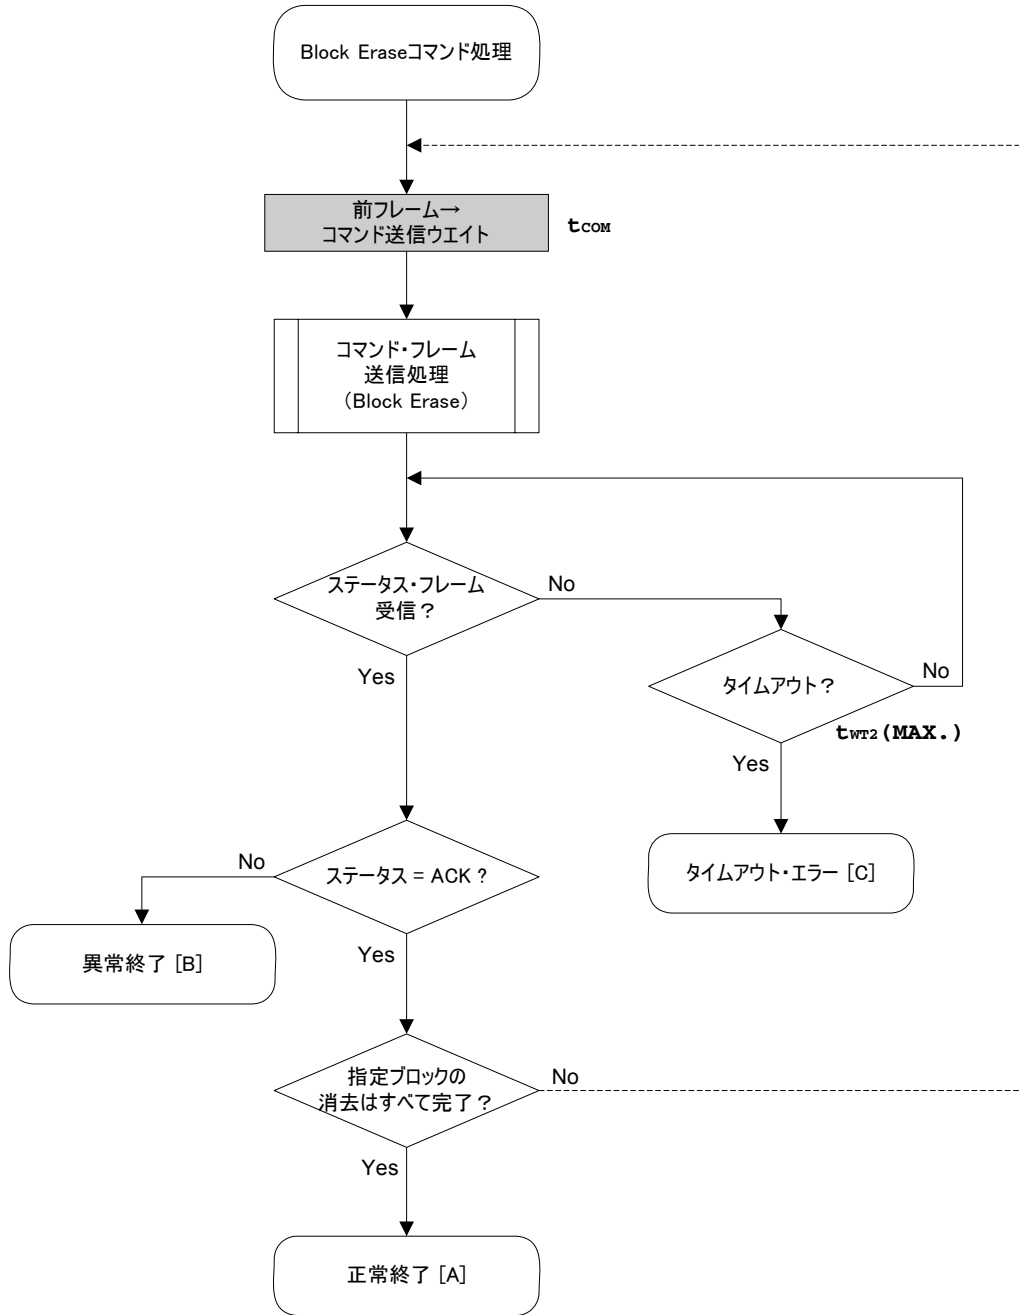 Block Eraseコマンド処理
前フレーム→
コマンド送信ウエイト
tCOM
コマンド・フレーム
送信処理
（Block Erase）
ステータス・フレーム
受信？
No
Yes
タイムアウト？
No
tWT2(MAX.)
Yes
ステータス = ACK ?
No
タイムアウト・エラー [C]
Yes
異常終了 [B]
指定ブロックの
消去はすべて完了？
No
Yes
正常終了 [A]